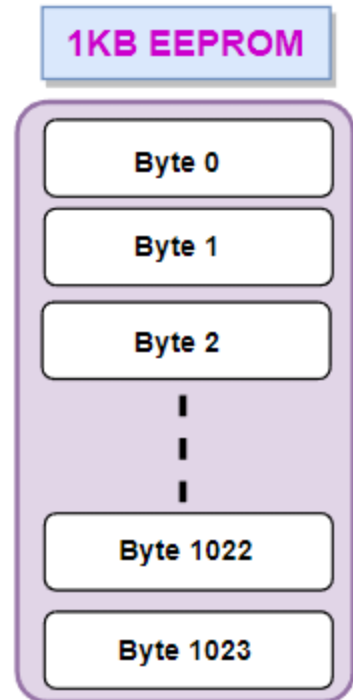 1KB EEPROM
Byte 0
Byte 1
Byte 2
Byte 1022
Byte 1023